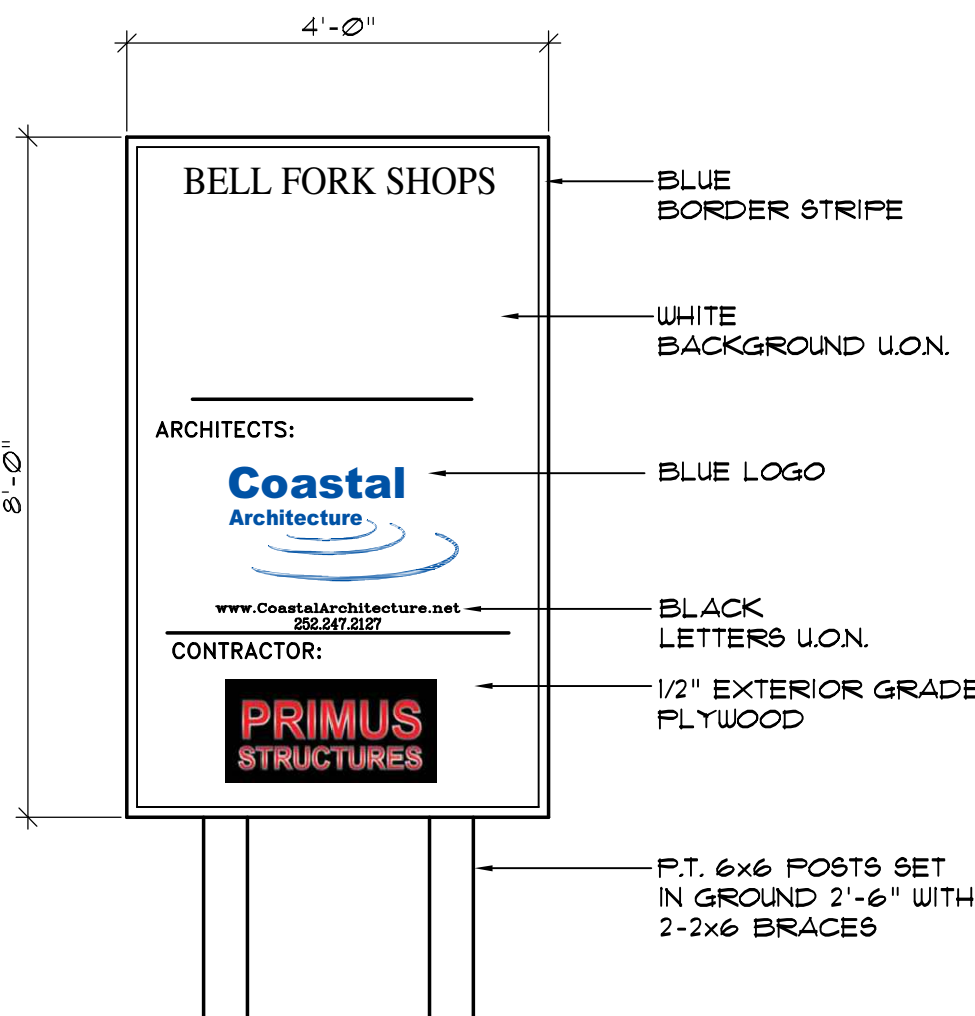 4'-0"
BELL FORK SHOPS
BLUE
BORDER STRIPE
WHITE
BACKGROUND U.O.N.
8'-0"
ARCHITECTS:
Coastal
Architecture
BLUE LOGO
www.CoastalArchitecture.net
252.247.2127
BLACK
LETTERS U.O.N.
CONTRACTOR:
PRIMUS
STRUCTURES
1/2" EXTERIOR GRADE
PLYWOOD
P.T. 6x6 POSTS SET
IN GROUND 2'-6" WITH
2-2x6 BRACES